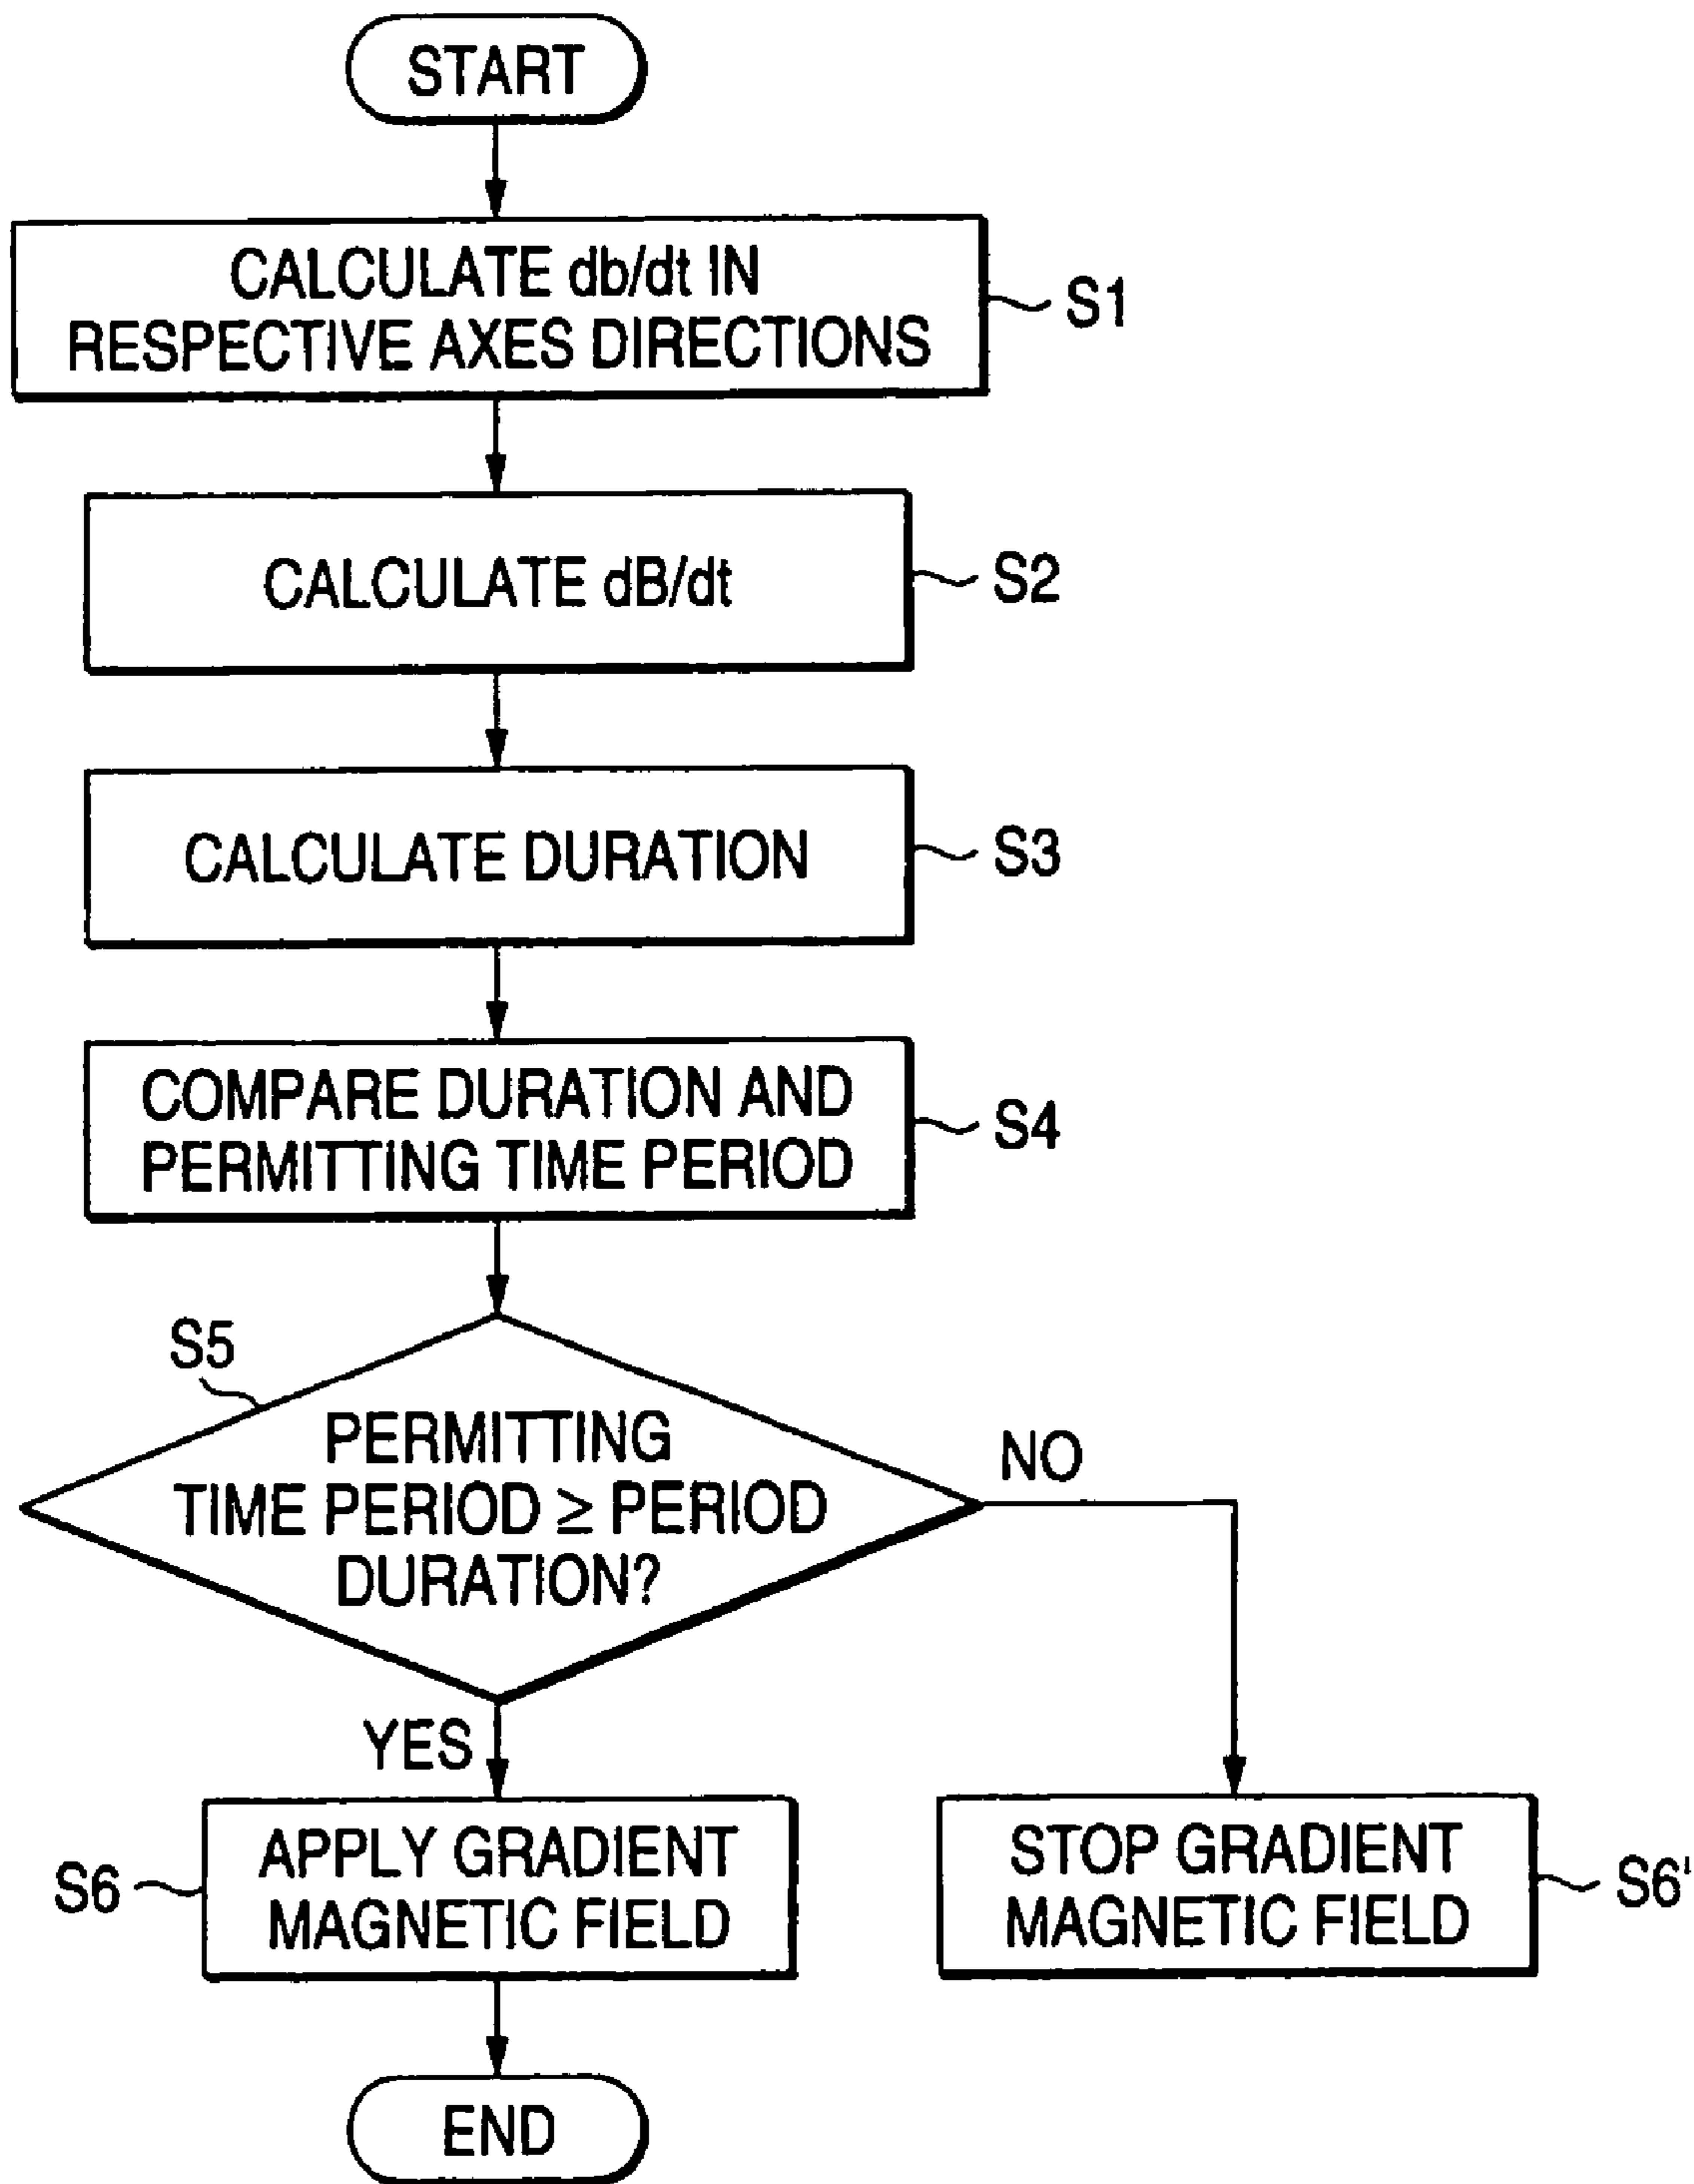 START
CALCULATE db/dt IN
RESPECTIVE AXES DIRECTIONS
S1
CALCULATE dB/dt
S2
CALCULATE DURATION
S3
COMPARE DURATION AND
PERMITTING TIME PERIOD
S4
S5
PERMITTING
TIME PERIOD ≥ PERIOD
DURATION?
NO
YES
S6
APPLY GRADIENT
MAGNETIC FIELD
STOP GRADIENT
MAGNETIC FIELD
S6'
END